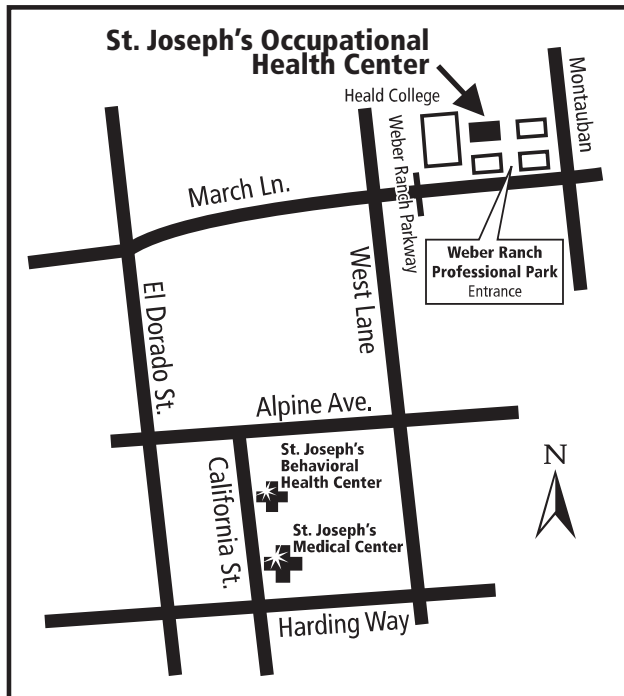 St. Joseph's Occupational
Health Center
Heald College
Montauban
Weber Ranch Parkway
March Ln.
Weber Ranch
Professional Park
Entrance
West Lane
El Dorado St.
Alpine Ave.
St. Joseph's
Behavioral
Health Center
California St.
N
St. Joseph's
Medical Center
Harding Way